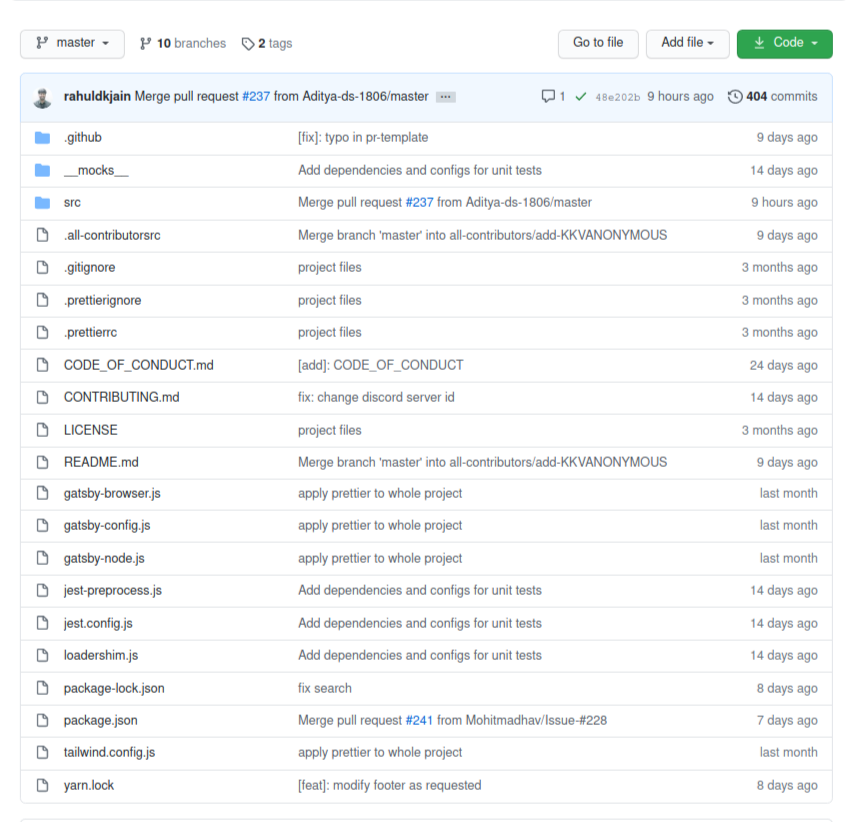 master 10 branches 2 tags Go to file Add file Code
rahuldkjain Merge pull request #237 from Aditya-ds-1806/master ... 1 48e202b 9 hours ago 404 commits
.github [fix]: typo in pr-template 9 days ago
__mocks__ Add dependencies and configs for unit tests 14 days ago
src Merge pull request #237 from Aditya-ds-1806/master 9 hours ago
.all-contributorsrc Merge branch 'master' into all-contributors/add-KKVANONYMOUS 9 days ago
.gitignore project files 3 months ago
.prettierignore project files 3 months ago
.prettierrc project files 3 months ago
CODE_OF_CONDUCT.md [add]: CODE_OF_CONDUCT 24 days ago
CONTRIBUTING.md fix: change discord server id 14 days ago
LICENSE project files 3 months ago
README.md Merge branch 'master' into all-contributors/add-KKVANONYMOUS 9 days ago
gatsby-browser.js apply prettier to whole project last month
gatsby-config.js apply prettier to whole project last month
gatsby-node.js apply prettier to whole project last month
jest-preprocess.js Add dependencies and configs for unit tests 14 days ago
jest.config.js Add dependencies and configs for unit tests 14 days ago
loadershim.js Add dependencies and configs for unit tests 14 days ago
package-lock.json fix search 8 days ago
package.json Merge pull request #241 from Mohitmadhav/Issue-#228 7 days ago
tailwind.config.js apply prettier to whole project last month
yarn.lock [feat]: modify footer as requested 8 days ago